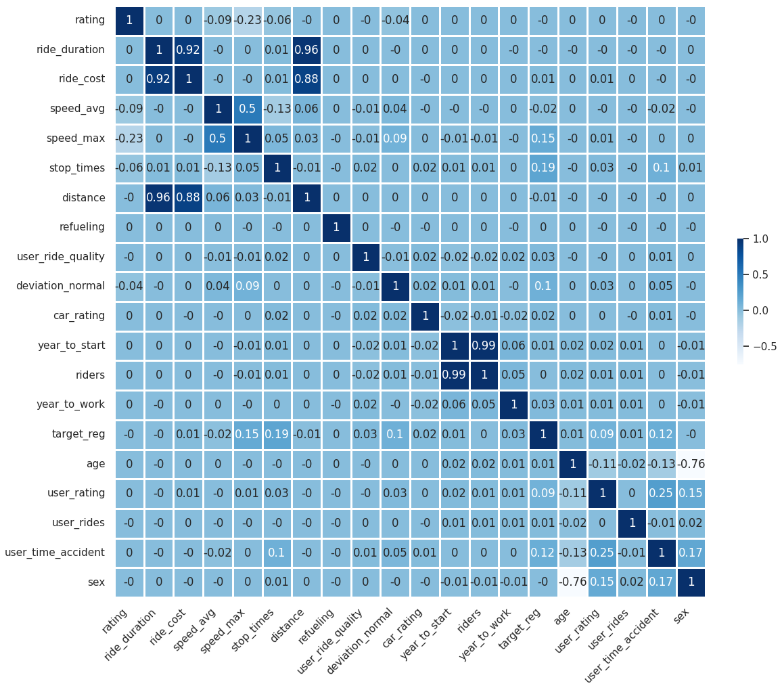 rating 1 0 0 -0.09 -0.23 -0.06 -0 0 0 -0.04 0 0 0 0 -0 0 -0 -0 0 -0
ride_duration 0 1 0.92 -0 0 0.01 0.96 0 0 -0 0 0 0 -0 -0 -0 0 -0 -0 -0
ride_cost 0 0.92 1 -0 -0 0.01 0.88 0 0 0 -0 0 0 0 0.01 0 0.01 0 -0 -0
speed_avg -0.09 -0 -0 1 0.5 -0.13 0.06 0 -0.01 0.04 -0 -0 -0 0 -0.02 -0 -0 0 -0.02 -0
speed_max -0.23 0 -0 0.5 1 0.05 0.03 -0 -0.01 0.09 0 -0.01 -0.01 -0 0.15 -0 0.01 -0 0 0
stop_times -0.06 0.01 0.01 -0.13 0.05 1 -0.01 -0 0.02 -0 0.02 0.01 0.01 0 0.19 -0 0.03 -0 0.1 0.01
distance -0 0.96 0.88 0.06 0.03 -0.01 1 0 0 0 0 0 0 0 -0.01 -0 0 -0 -0 -0
refueling 0 0 0 0 -0 -0 0 1 0 -0 -0 0 0 0 0 -0 -0 0 -0 0
user_ride_quality 0 0 0 -0.01 -0.01 0.02 0 0 1 -0.01 0.02 -0.02 -0.02 0.02 0.03 -0 -0 0 0.01 0
deviation_normal -0.04 -0 0 0.04 0.09 -0 0 -0 -0.01 1 0.02 0.01 0.01 -0 0.1 0 0.03 -0 0.05 -0
car_rating 0 0 -0 -0 0 0.02 0 -0 0.02 0.02 1 -0.02 -0.01 -0.02 0.02 0 -0 -0 0.01 -0
year_to_start 0 0 0 -0 -0.01 0.01 0 0 -0.02 0.01 -0.02 1 0.99 0.06 0.01 0.02 0.02 0.01 0 -0.01
riders 0 0 0 -0 -0.01 0.01 0 0 -0.02 0.01 -0.01 0.99 1 0.05 0 0.02 0.01 0.01 0 -0.01
year_to_work 0 -0 0 0 -0 0 0 0 0.02 -0 -0.02 0.06 0.05 1 0.03 0.01 0.01 0.01 0 -0.01
target_reg -0 -0 0.01 -0.02 0.15 0.19 -0.01 0 0.03 0.1 0.02 0.01 0 0.03 1 0.01 0.09 0.01 0.12 -0
age 0 -0 0 -0 -0 -0 -0 -0 -0 0 0 0.02 0.02 0.01 0.01 1 -0.11 -0.02 -0.13 -0.76
user_rating -0 0 0.01 -0 0.01 0.03 0 -0 -0 0.03 -0 0.02 0.01 0.01 0.09 -0.11 1 0 0.25 0.15
user_rides -0 -0 0 0 -0 -0 -0 0 0 -0 -0 0.01 0.01 0.01 0.01 -0.02 0 1 -0.01 0.02
user_time_accident 0 -0 -0 -0.02 0 0.1 -0 -0 0.01 0.05 0.01 0 0 0 0.12 -0.13 0.25 -0.01 1 0.17
sex -0 -0 -0 -0 0 0.01 -0 0 0 -0 -0 -0.01 -0.01 -0.01 -0 -0.76 0.15 0.02 0.17 1
rating
ride_duration
ride_cost
speed_avg
speed_max
stop_times
distance
refueling
user_ride_quality
deviation_normal
car_rating
year_to_start
riders
year_to_work
target_reg
age
user_rating
user_rides
user_time_accident
sex
1.0
0.5
0.0
−0.5